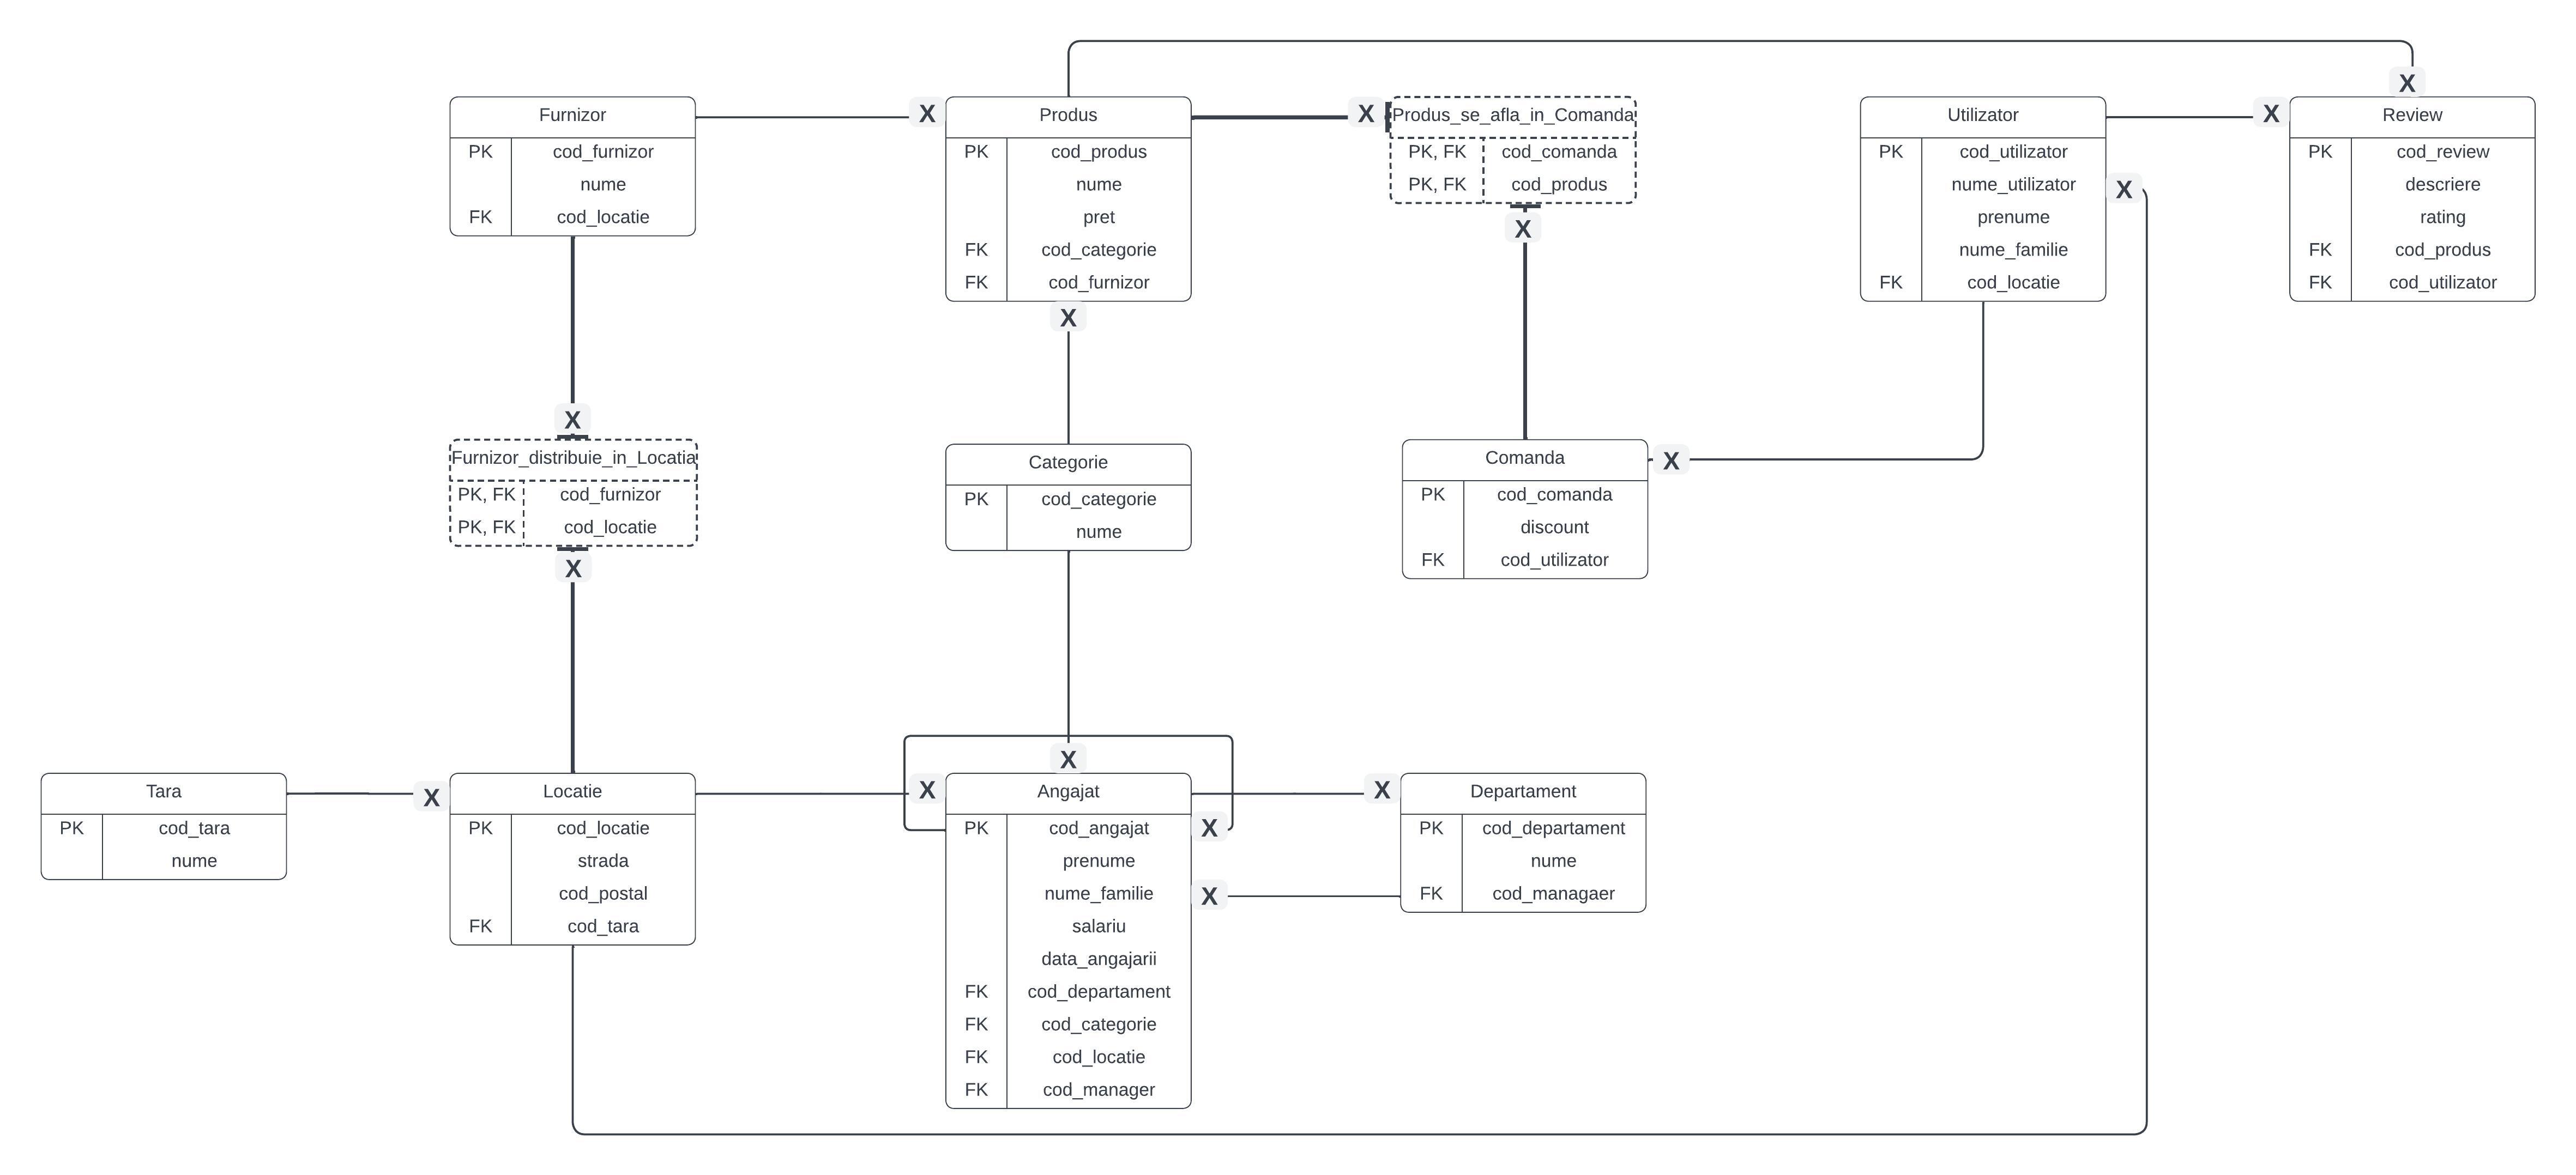 X
Furnizor
PK cod_furnizor
nume
FK cod_locatie
X
Produs
PK cod_produs
nume
pret
FK cod_categorie
FK cod_furnizor
X
X
Produs_se_afla_in_Comanda
PK, FK cod_comanda
PK, FK cod_produs
X
Utilizator
PK cod_utilizator
nume_utilizator
prenume
nume_familie
FK cod_locatie
X
X
Review
PK cod_review
descriere
rating
FK cod_produs
FK cod_utilizator
X
Furnizor_distribuie_in_Locatia
PK, FK cod_furnizor
PK, FK cod_locatie
X
Categorie
PK cod_categorie
nume
Comanda
X
PK cod_comanda
discount
FK cod_utilizator
Tara
PK cod_tara
nume
X
Locatie
PK cod_locatie
strada
cod_postal
FK cod_tara
X
X
Angajat
PK cod_angajat
X
prenume
nume_familie
X
salariu
data_angajarii
FK cod_departament
FK cod_categorie
FK cod_locatie
FK cod_manager
X
Departament
PK cod_departament
nume
FK cod_managaer